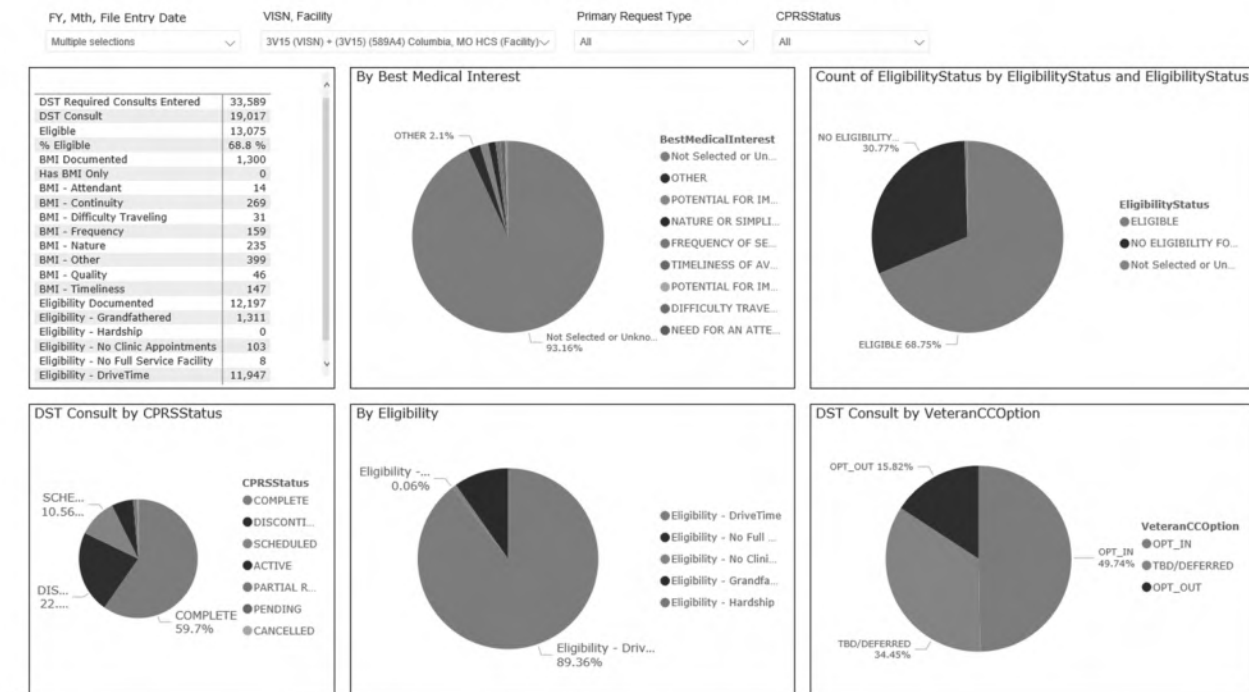 FY, Mth, File Entry Date
VISN, Facility
Primary Request Type
CPRSStatus
Multiple selections
3V15 (VISN) + (3V15) (589A4) Columbia, MO HCS (Facility)
All
All
DST Required Consults Entered 33,589
DST Consult 19,017
Eligible 13,075
% Eligible 68.8 %
BMI Documented 1,300
Has BMI Only 0
BMI - Attendant 14
BMI - Continuity 269
BMI - Difficulty Traveling 31
BMI - Frequency 159
BMI - Nature 235
BMI - Other 399
BMI - Quality 46
BMI - Timeliness 147
Eligibility Documented 12,197
Eligibility - Grandfathered 1,311
Eligibility - Hardship 0
Eligibility - No Clinic Appointments 103
Eligibility - No Full Service Facility 8
Eligibility - DriveTime 11,947
By Best Medical Interest
OTHER 2.1%
Not Selected or Unkno...
93.16%
BestMedicalInterest
Not Selected or Un...
OTHER
POTENTIAL FOR IM...
NATURE OR SIMPLI...
FREQUENCY OF SE...
TIMELINESS OF AV...
POTENTIAL FOR IM...
DIFFICULTY TRAVE...
NEED FOR AN ATTE...
Count of EligibilityStatus by EligibilityStatus and EligibilityStatus
NO ELIGIBILITY...
30.77%
ELIGIBLE 68.75%
EligibilityStatus
ELIGIBLE
NO ELIGIBILITY FO...
Not Selected or Un...
DST Consult by CPRSStatus
SCHE...
10.56...
DIS...
22....
COMPLETE
59.7%
CPRSStatus
COMPLETE
DISCONTI...
SCHEDULED
ACTIVE
PARTIAL R...
PENDING
CANCELLED
By Eligibility
Eligibility -...
0.06%
Eligibility - Driv...
89.36%
Eligibility - DriveTime
Eligibility - No Full ...
Eligibility - No Clini...
Eligibility - Grandfa...
Eligibility - Hardship
DST Consult by VeteranCCOption
OPT_OUT 15.82%
OPT_IN
49.74%
TBD/DEFERRED
34.45%
VeteranCCOption
OPT_IN
TBD/DEFERRED
OPT_OUT